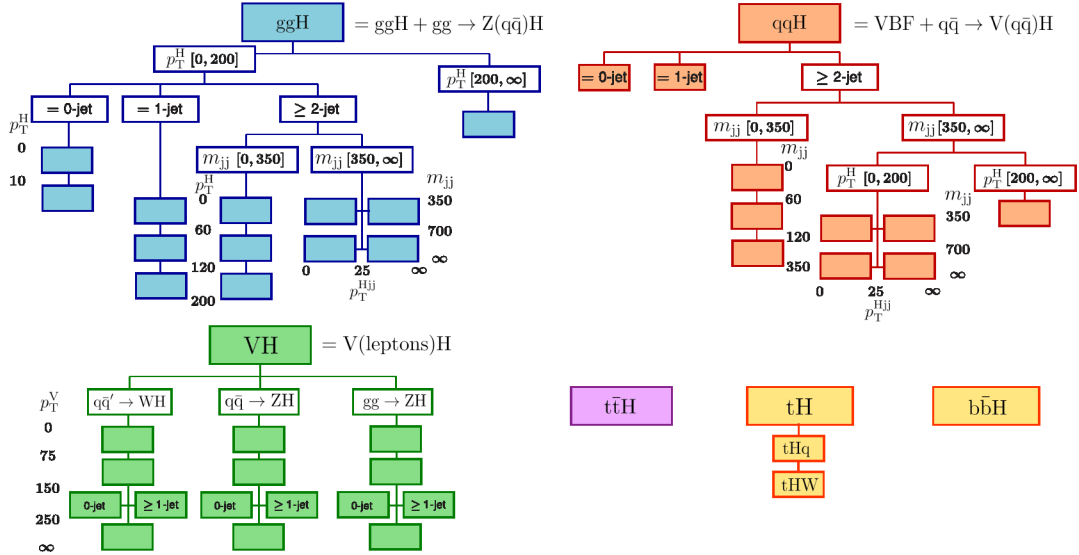 ggH = ggH + gg → Z(qq̄)H
p_T^H [0, 200]
p_T^H [200, ∞]
= 0-jet
= 1-jet
≥ 2-jet
p_T^H
0
10
m_jj [0, 350]
m_jj [350, ∞]
p_T^H
0
60
120
200
m_jj
350
700
∞
0 25 ∞
p_T^Hjj
qqH = VBF + qq̄ → V(qq̄)H
= 0-jet
= 1-jet
≥ 2-jet
m_jj [0, 350]
m_jj [350, ∞]
m_jj
0
60
120
350
p_T^H [0, 200]
p_T^H [200, ∞]
m_jj
350
700
∞
0 25 ∞
p_T^Hjj
VH = V(leptons)H
p_T^V
qq̄′ → WH
qq̄ → ZH
gg → ZH
0
75
150
0-jet ≥ 1-jet 0-jet ≥ 1-jet 0-jet ≥ 1-jet
250
∞
tt̄H
tH
tHq
tHW
bb̄H